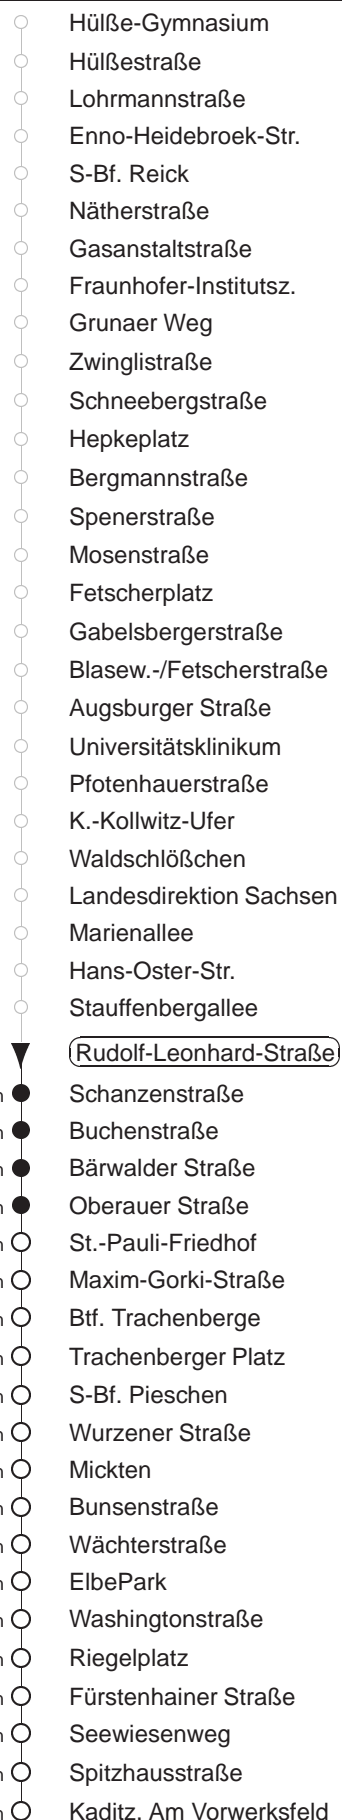 Hülße-Gymnasium
Hülßestraße
Lohrmannstraße
Enno-Heidebroek-Str.
S-Bf. Reick
Nätherstraße
Gasanstaltstraße
Fraunhofer-Institutsz.
Grunaer Weg
Zwinglistraße
Schneebergstraße
Hepkeplatz
Bergmannstraße
Spenerstraße
Mosenstraße
Fetscherplatz
Gabelsbergerstraße
Blasew.-/Fetscherstraße
Augsburger Straße
Universitätsklinikum
Pfotenhauerstraße
K.-Kollwitz-Ufer
Waldschlößchen
Landesdirektion Sachsen
Marienallee
Hans-Oster-Str.
Stauffenbergallee
Rudolf-Leonhard-Straße
Schanzenstraße
Buchenstraße
Bärwalder Straße
Oberauer Straße
St.-Pauli-Friedhof
Maxim-Gorki-Straße
Btf. Trachenberge
Trachenberger Platz
S-Bf. Pieschen
Wurzener Straße
Mickten
Bunsenstraße
Wächterstraße
ElbePark
Washingtonstraße
Riegelplatz
Fürstenhainer Straße
Seewiesenweg
Spitzhausstraße
Kaditz, Am Vorwerksfeld